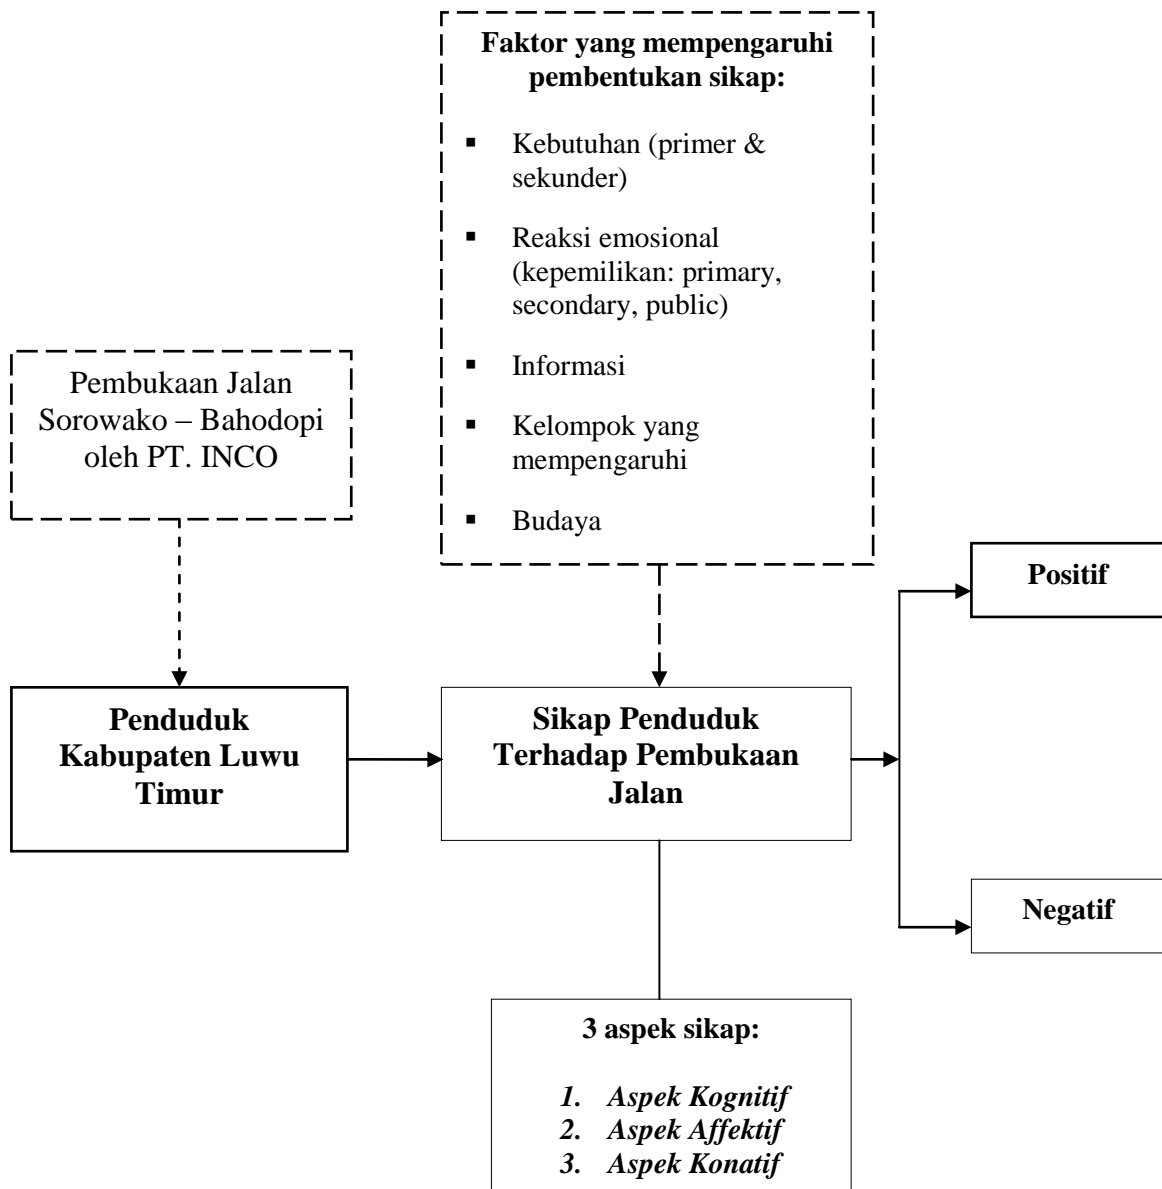 Faktor yang mempengaruhi
pembentukan sikap:
▪ Kebutuhan (primer &
sekunder)
▪ Reaksi emosional
(kepemilikan: primary,
secondary, public)
▪ Informasi
▪ Kelompok yang
mempengaruhi
▪ Budaya
Pembukaan Jalan
Sorowako – Bahodopi
oleh PT. INCO
Positif
Penduduk
Kabupaten Luwu
Timur
Sikap Penduduk
Terhadap Pembukaan
Jalan
Negatif
3 aspek sikap:
1. Aspek Kognitif
2. Aspek Affektif
3. Aspek Konatif